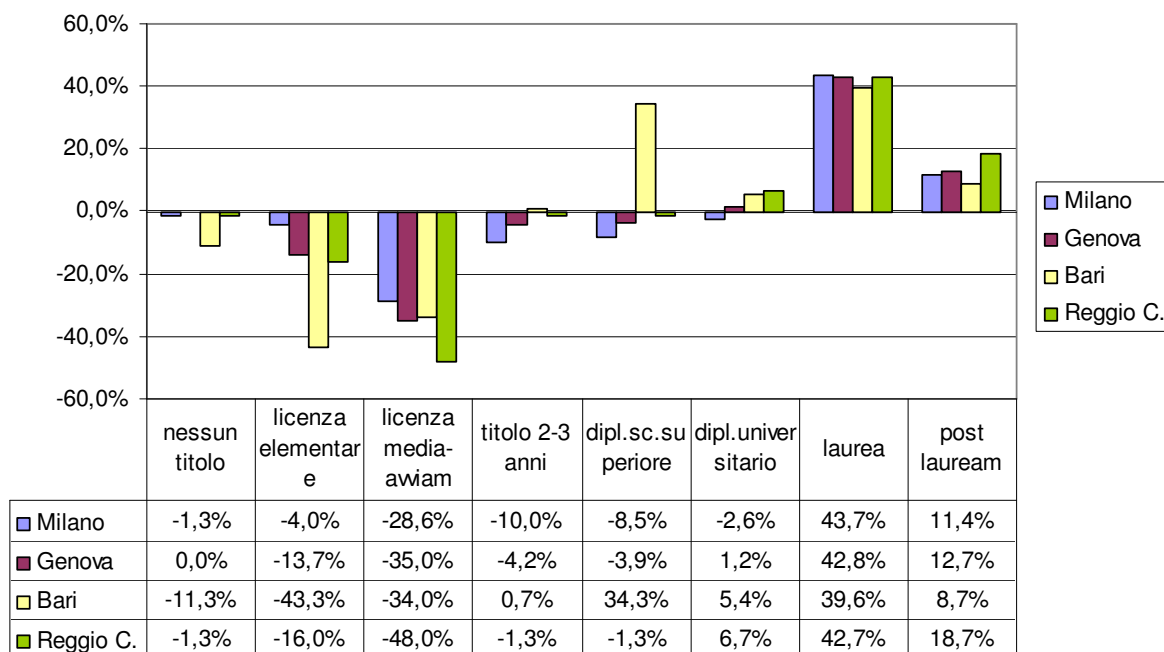 60,0%
40,0%
20,0%
0,0%
-20,0%
-40,0%
-60,0%
Milano
Genova
Bari
Reggio C.
nessun
titolo
licenza
elementar
e
licenza
media-
avviam
titolo 2-3
anni
dipl.sc.su
periore
dipl.univer
sitario
laurea
post
lauream
Milano -1,3% -4,0% -28,6% -10,0% -8,5% -2,6% 43,7% 11,4%
Genova 0,0% -13,7% -35,0% -4,2% -3,9% 1,2% 42,8% 12,7%
Bari -11,3% -43,3% -34,0% 0,7% 34,3% 5,4% 39,6% 8,7%
Reggio C. -1,3% -16,0% -48,0% -1,3% -1,3% 6,7% 42,7% 18,7%